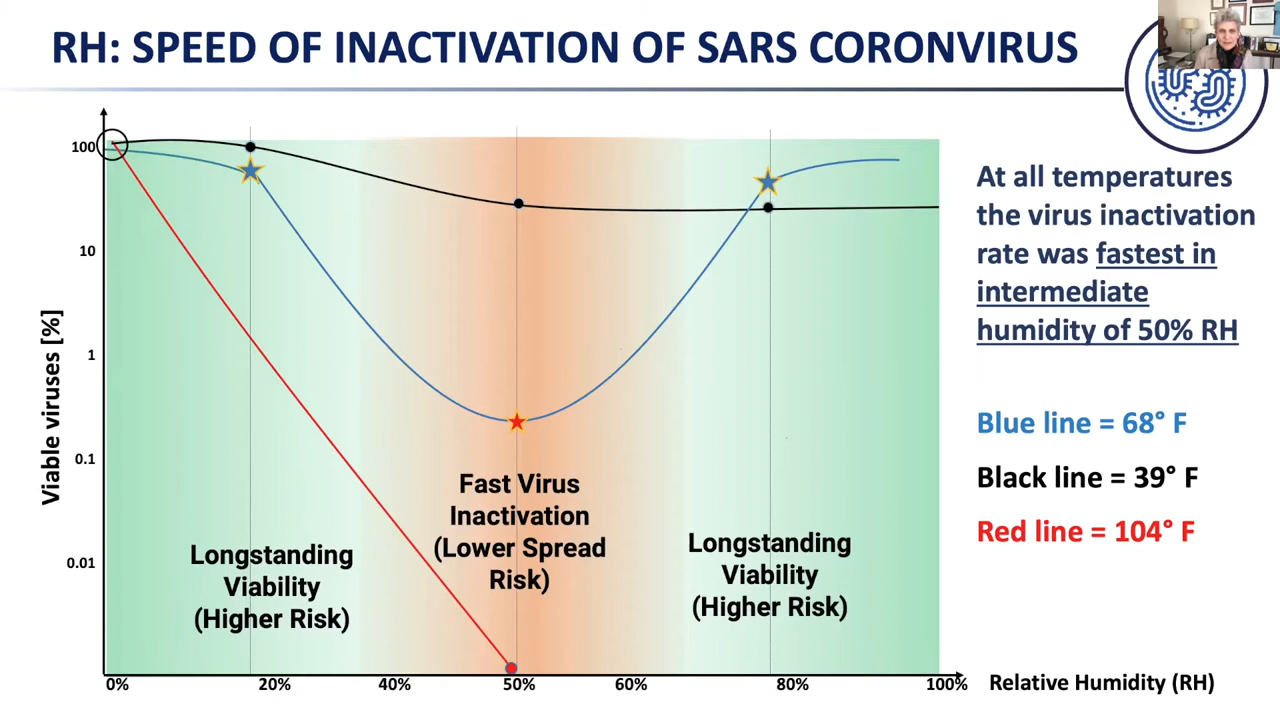 RH: SPEED OF INACTIVATION OF SARS CORONVIRUS
100
10
1
0.1
0.01
Viable viruses [%]
Fast Virus
Inactivation
(Lower Spread
Risk)
Longstanding
Viability
(Higher Risk)
Longstanding
Viability
(Higher Risk)
0% 20% 40% 50% 60% 80% 100%
Relative Humidity (RH)
At all temperatures
the virus inactivation
rate was fastest in
intermediate
humidity of 50% RH
Blue line = 68° F
Black line = 39° F
Red line = 104° F